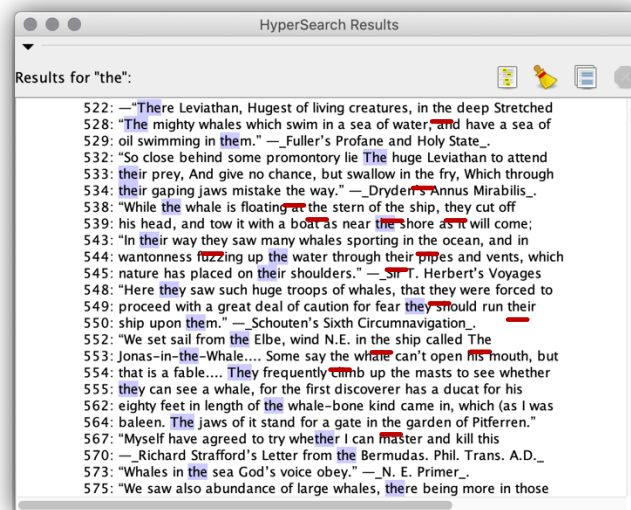 HyperSearch Results
Results for "the":
522: —“There Leviathan, Hugest of living creatures, in the deep Stretched
528: “The mighty whales which swim in a sea of water, and have a sea of
529: oil swimming in them.” —_Fuller’s Profane and Holy State_.
532: “So close behind some promontory lie The huge Leviathan to attend
533: their prey, And give no chance, but swallow in the fry, Which through
534: their gaping jaws mistake the way.” —_Dryden’s Annus Mirabilis_.
538: “While the whale is floating at the stern of the ship, they cut off
539: his head, and tow it with a boat as near the shore as it will come;
543: “In their way they saw many whales sporting in the ocean, and in
544: wantonness fuzzing up the water through their pipes and vents, which
545: nature has placed on their shoulders.” —_Sir T. Herbert’s Voyages
548: “Here they saw such huge troops of whales, that they were forced to
549: proceed with a great deal of caution for fear they should run their
550: ship upon them.” —_Schouten’s Sixth Circumnavigation_.
552: “We set sail from the Elbe, wind N.E. in the ship called The
553: Jonas-in-the-Whale.... Some say the whale can’t open his mouth, but
554: that is a fable.... They frequently climb up the masts to see whether
555: they can see a whale, for the first discoverer has a ducat for his
562: eighty feet in length of the whale-bone kind came in, which (as I was
564: baleen. The jaws of it stand for a gate in the garden of Pitferren.”
567: “Myself have agreed to try whether I can master and kill this
570: —_Richard Strafford’s Letter from the Bermudas. Phil. Trans. A.D._
573: “Whales in the sea God’s voice obey.” —_N. E. Primer_.
575: “We saw also abundance of large whales, there being more in those